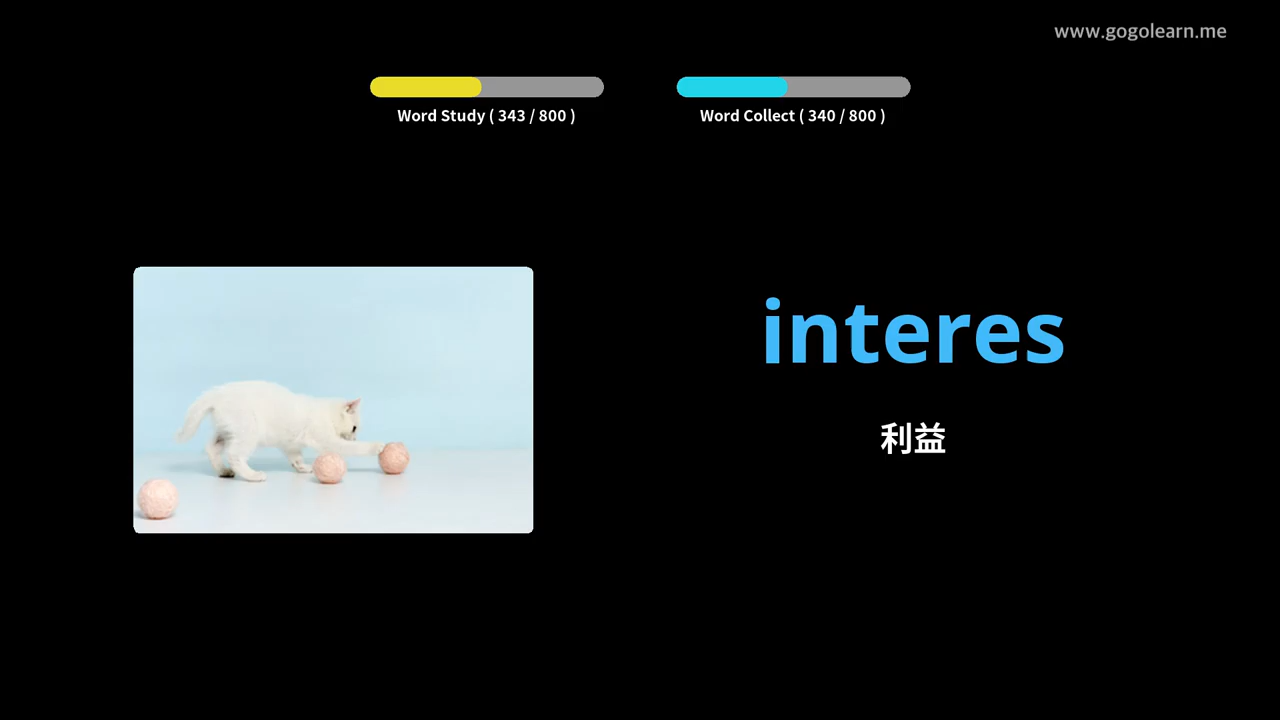 www.gogolearn.me
Word Study ( 343 / 800 )
Word Collect ( 340 / 800 )
interes
利益